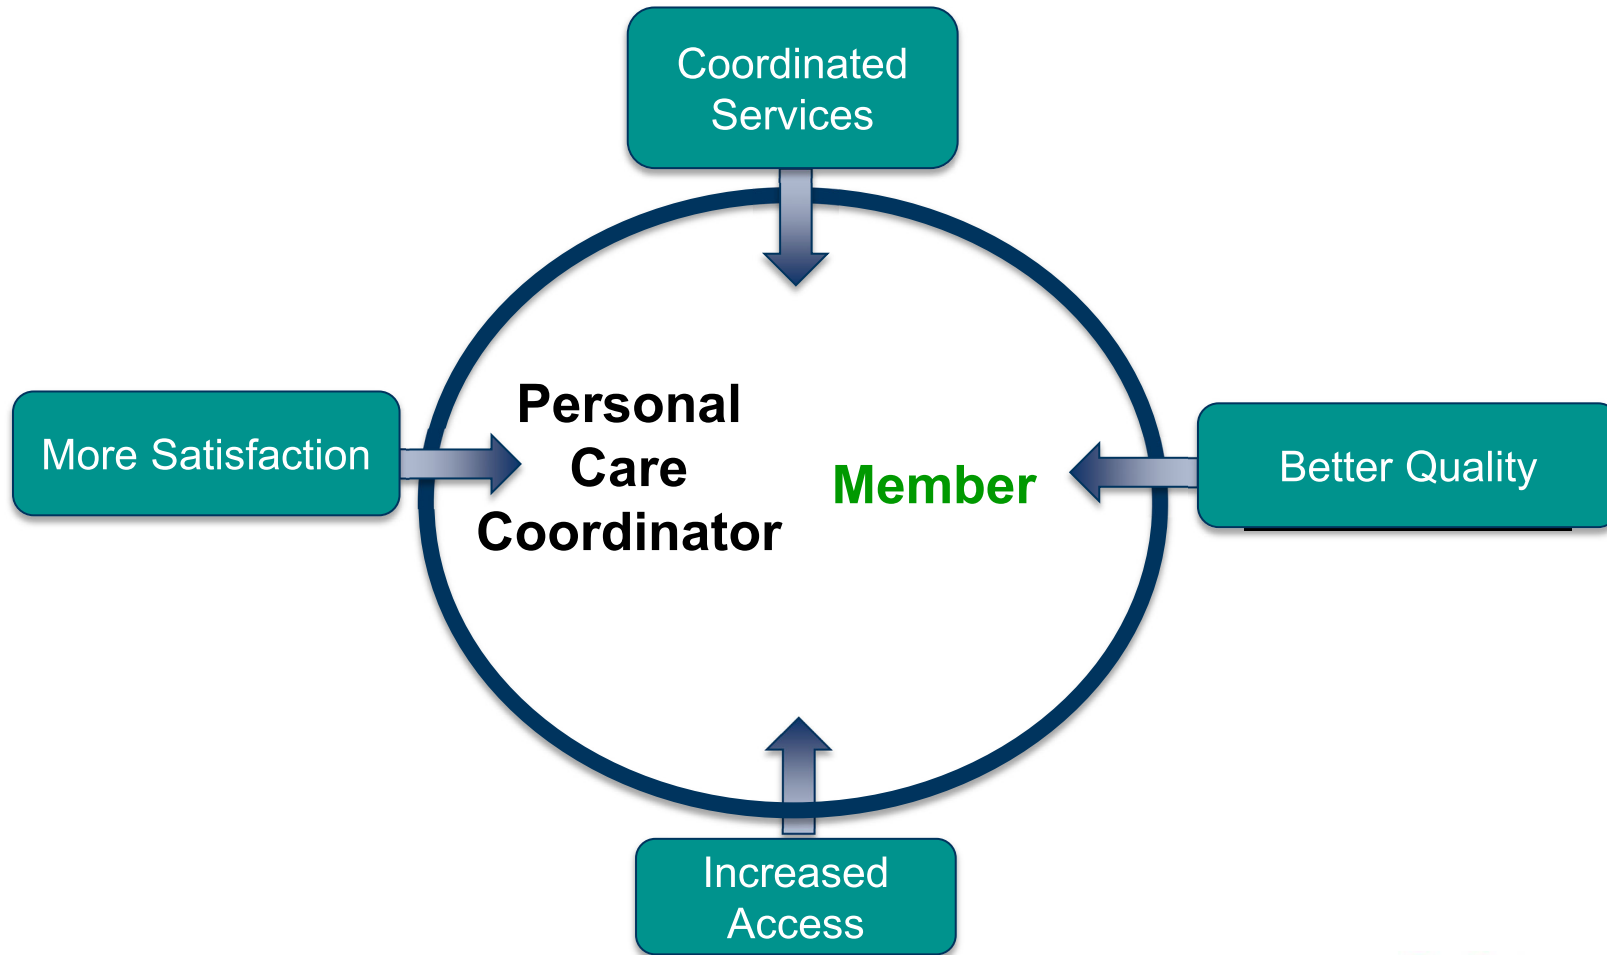 Coordinated
Services
Personal
Care
Coordinator
Member
More Satisfaction
Better Quality
Increased
Access